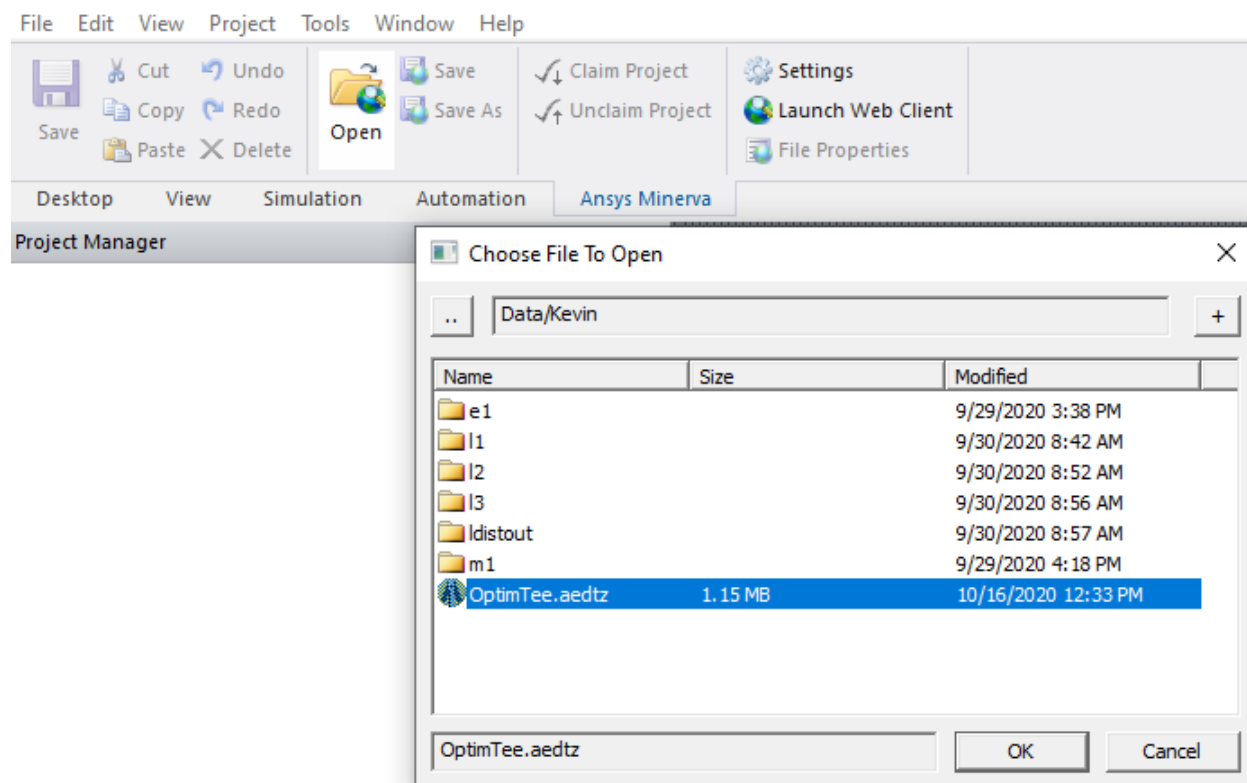 File Edit View Project Tools Window Help
Cut Undo Save Claim Project Settings
Copy Redo Save As Unclaim Project Launch Web Client
Save Open
Paste Delete File Properties
Desktop View Simulation Automation Ansys Minerva
Project Manager
Choose File To Open
.. Data/Kevin +
Name Size Modified
e1 9/29/2020 3:38 PM
l1 9/30/2020 8:42 AM
l2 9/30/2020 8:52 AM
l3 9/30/2020 8:56 AM
ldistout 9/30/2020 8:57 AM
m1 9/29/2020 4:18 PM
OptimTee.aedtz 1.15 MB 10/16/2020 12:33 PM
OptimTee.aedtz OK Cancel